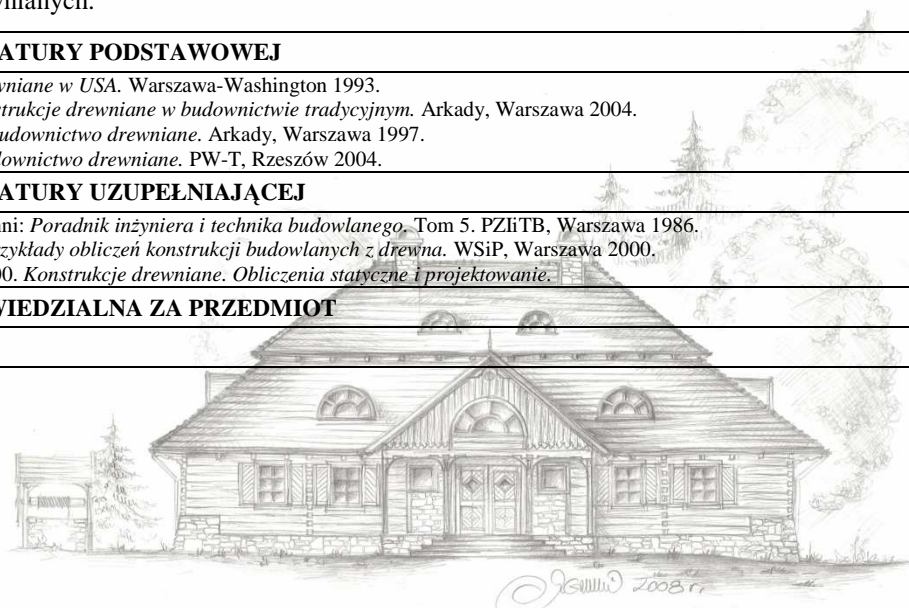 ATURY PODSTAWOWEJ
wniane w USA. Warszawa-Washington 1993.
strukcje drewniane w budownictwie tradycyjnym. Arkady, Warszawa 2004.
udownictwo drewniane. Arkady, Warszawa 1997.
downictwo drewniane. PW-T, Rzeszów 2004.
ATURY UZUPEŁNIAJĄCEJ
nni: Poradnik inżyniera i technika budowlanego. Tom 5. PZIiTB, Warszawa 1986.
zykłady obliczeń konstrukcji budowlanych z drewna. WSiP, Warszawa 2000.
00. Konstrukcje drewniane. Obliczenia statyczne i projektowanie.
WIEDZIALNA ZA PRZEDMIOT
2008 r.